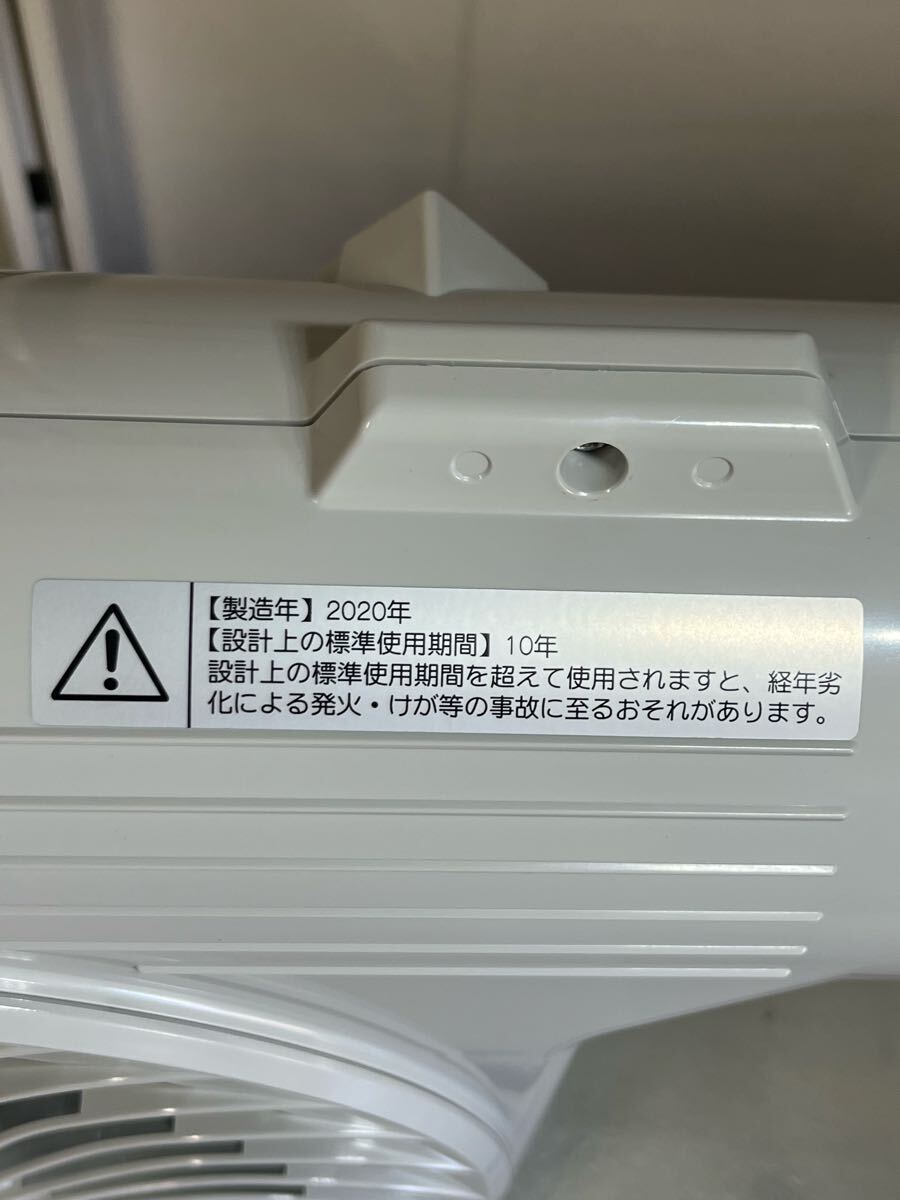 【製造年】2020年
【設計上の標準使用期間】10年
設計上の標準使用期間を超えて使用されますと、経年劣
化による発火・けが等の事故に至るおそれがあります。